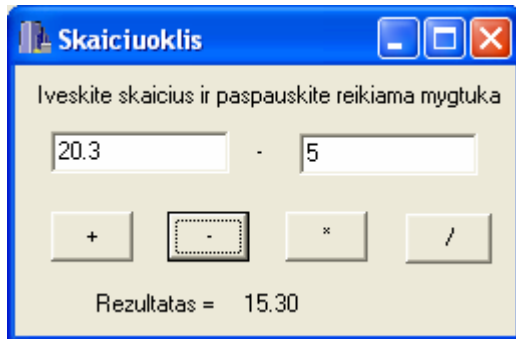 Skaiciuoklis
Iveskite skaicius ir paspauskite reikiama mygtuka
20.3 - 5
+ - * /
Rezultatas = 15.30